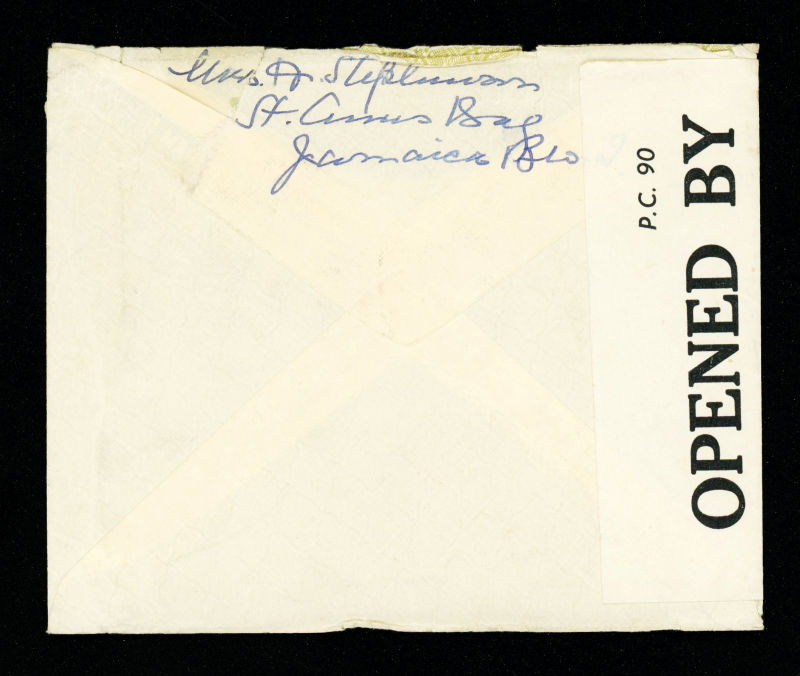 Mrs. A Stephenson
St. Anns Bay
Jamaica
P.C. 90
OPENED BY